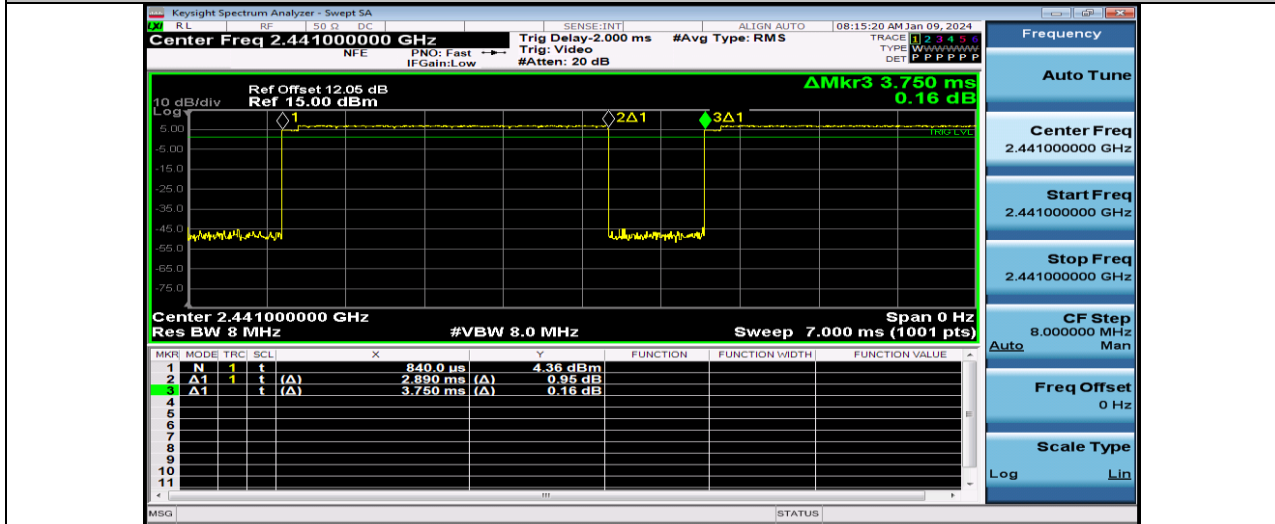 Keysight Spectrum Analyzer - Swept SA
RL RF 50 Ω DC SENSE:INT ALIGN AUTO 08:15:20 AM Jan 09, 2024
Center Freq 2.441000000 GHz
NFE PNO: Fast IFGain:Low
Trig Delay-2.000 ms #Avg Type: RMS
Trig: Video
#Atten: 20 dB
TRACE 1 2 3 4 5 6
TYPE WWWWWW
DET P P P P P P
Ref Offset 12.05 dB
10 dB/div Ref 15.00 dBm
ΔMkr3 3.750 ms
0.16 dB
Log
1 2Δ1 3Δ1
TRIG LVL
5.00
-5.00
-15.0
-25.0
-35.0
-45.0
-55.0
-65.0
-75.0
Center 2.441000000 GHz Span 0 Hz
Res BW 8 MHz #VBW 8.0 MHz Sweep 7.000 ms (1001 pts)
MKR MODE TRC SCL X Y FUNCTION FUNCTION WIDTH FUNCTION VALUE
1 N 1 t 840.0 µs 4.36 dBm
2 Δ1 1 t (Δ) 2.890 ms (Δ) 0.95 dB
3 Δ1 t (Δ) 3.750 ms (Δ) 0.16 dB
4
5
6
7
8
9
10
11
MSG STATUS
Frequency
Auto Tune
Center Freq
2.441000000 GHz
Start Freq
2.441000000 GHz
Stop Freq
2.441000000 GHz
CF Step
8.000000 MHz
Auto Man
Freq Offset
0 Hz
Scale Type
Log Lin